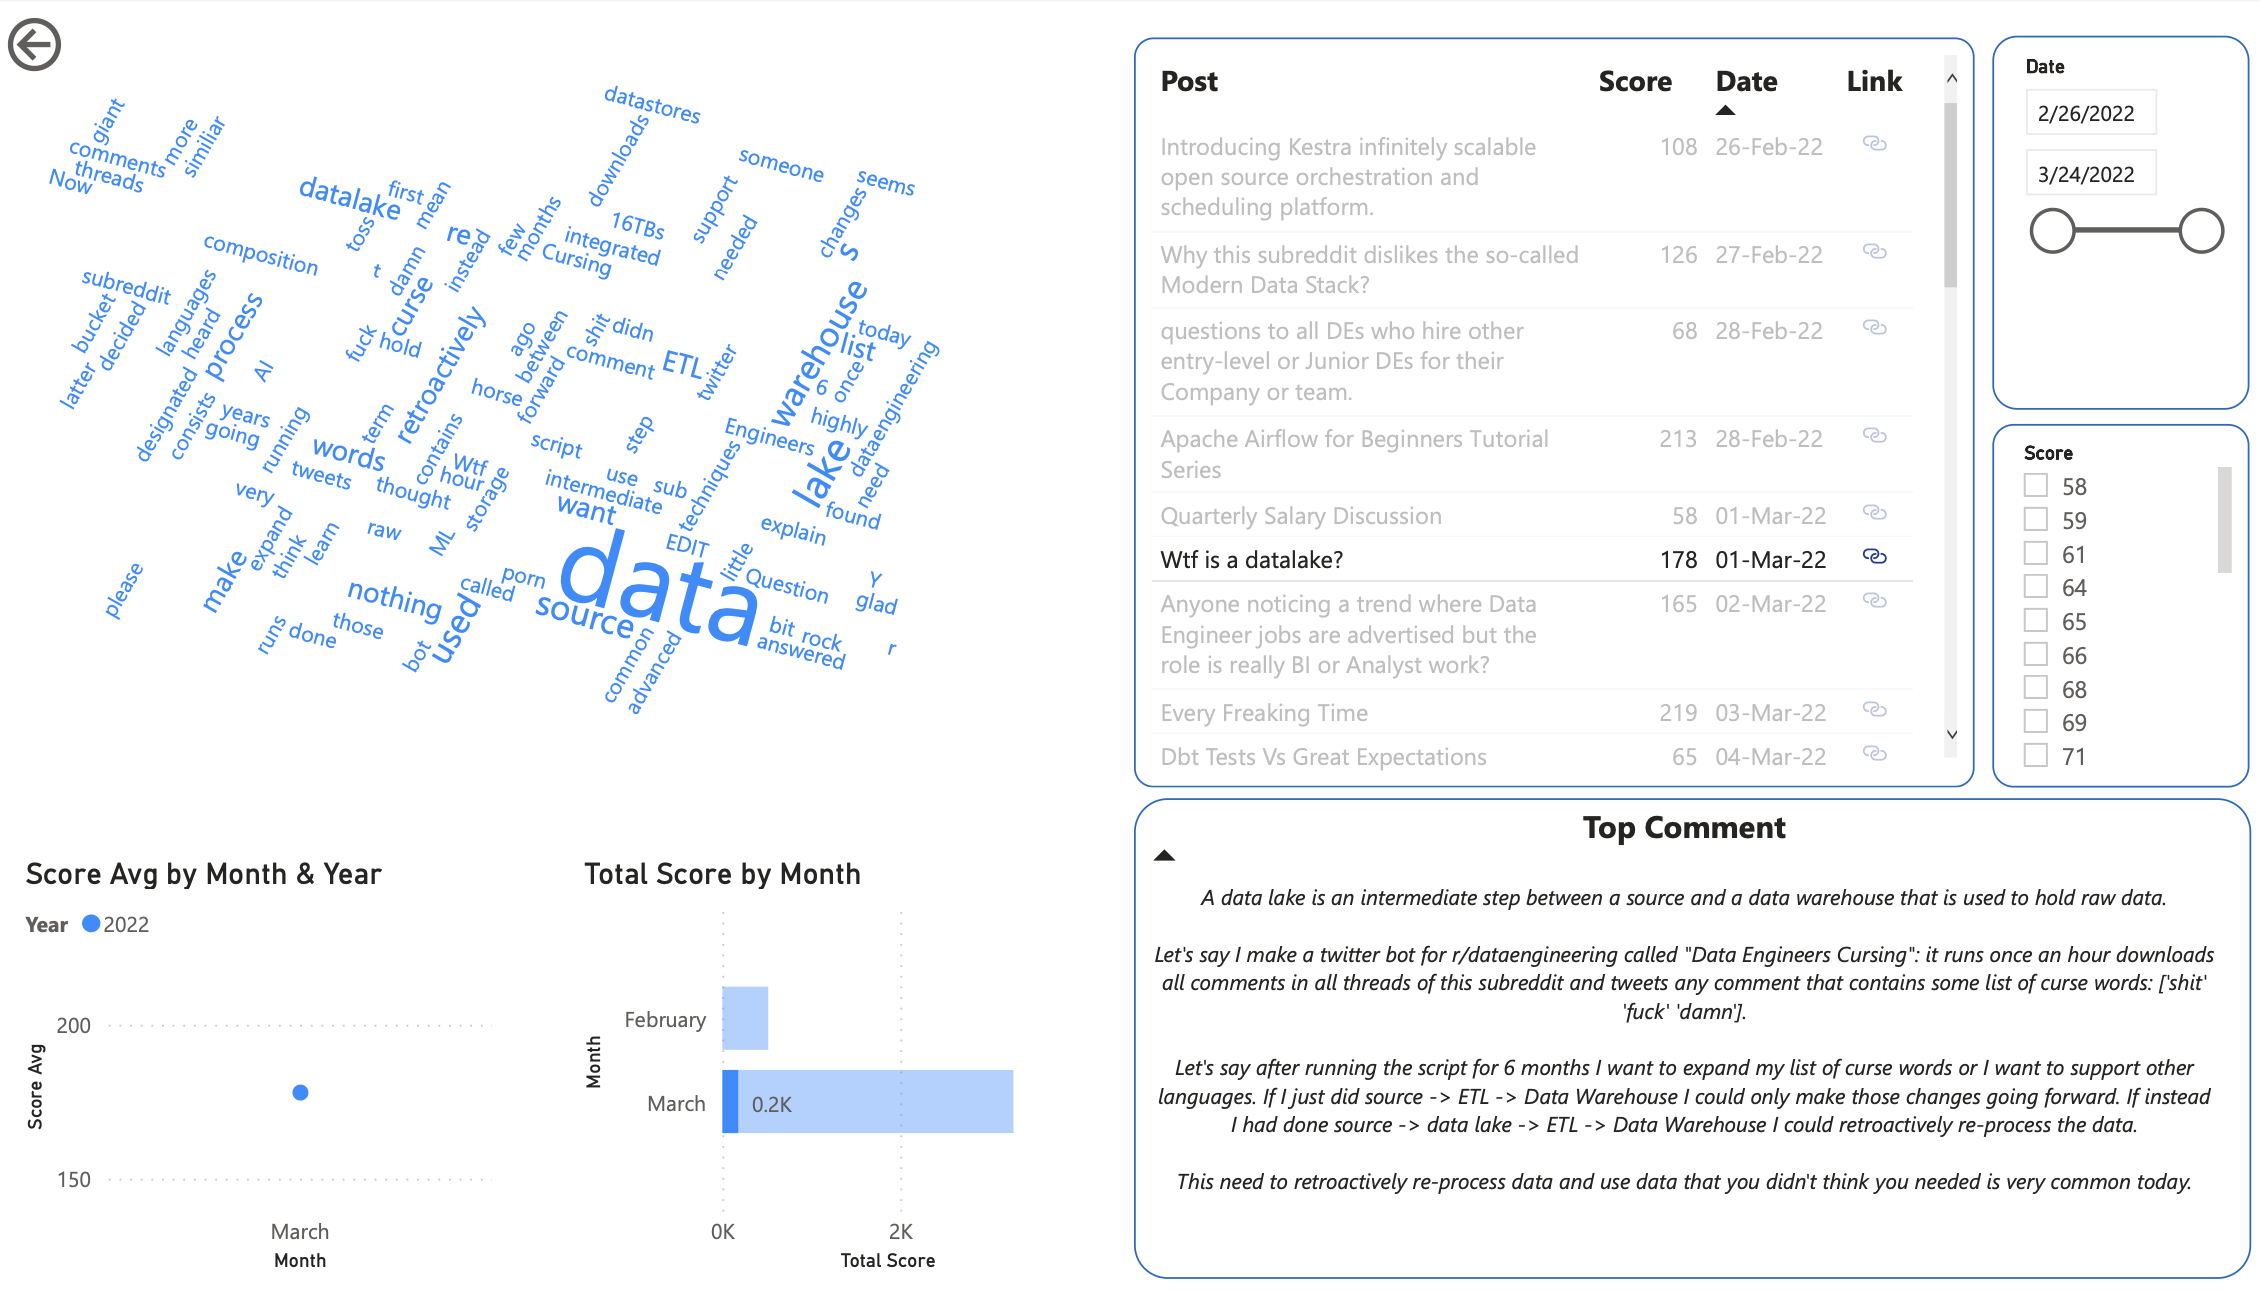 datastores
giant
more
similiar
comments
threads
Now
downloads
someone
support
seems
changes
s
datalake
first
mean
toss
re
instead
few
months
16TBs
integrated
Cursing
needed
composition
t
damn
curse
subreddit
bucket
decided
latter
languages
heard
process
fuck
hold
retroactively
ago
between
shit
didn
comment
ETL
twitter
warehouse
today
list
6
once
dataengineering
highly
AI
horse
forward
designated
consists
years
going
running
term
contains
words
tweets
thought
Wtf
hour
storage
script
step
Engineers
techniques
lake
need
found
use
sub
intermediate
want
explain
very
expand
think
learn
raw
ML
EDIT
little
please
make
nothing
called
porn
used
source
data
Question
Y
glad
runs
done
those
bot
common
advanced
bit
rock
answered
r
Post Score Date Link
Introducing Kestra infinitely scalable 108 26-Feb-22
open source orchestration and
scheduling platform.
Why this subreddit dislikes the so-called 126 27-Feb-22
Modern Data Stack?
questions to all DEs who hire other 68 28-Feb-22
entry-level or Junior DEs for their
Company or team.
Apache Airflow for Beginners Tutorial 213 28-Feb-22
Series
Quarterly Salary Discussion 58 01-Mar-22
Wtf is a datalake? 178 01-Mar-22
Anyone noticing a trend where Data 165 02-Mar-22
Engineer jobs are advertised but the
role is really BI or Analyst work?
Every Freaking Time 219 03-Mar-22
Dbt Tests Vs Great Expectations 65 04-Mar-22
Date
2/26/2022
3/24/2022
Score
58
59
61
64
65
66
68
69
71
Score Avg by Month & Year
Year 2022
200
150
Score Avg
March
Month
Total Score by Month
Month
February
March 0.2K
0K 2K
Total Score
Top Comment
A data lake is an intermediate step between a source and a data warehouse that is used to hold raw data.
Let's say I make a twitter bot for r/dataengineering called "Data Engineers Cursing": it runs once an hour downloads
all comments in all threads of this subreddit and tweets any comment that contains some list of curse words: ['shit'
'fuck' 'damn'].
Let's say after running the script for 6 months I want to expand my list of curse words or I want to support other
languages. If I just did source -> ETL -> Data Warehouse I could only make those changes going forward. If instead
I had done source -> data lake -> ETL -> Data Warehouse I could retroactively re-process the data.
This need to retroactively re-process data and use data that you didn't think you needed is very common today.